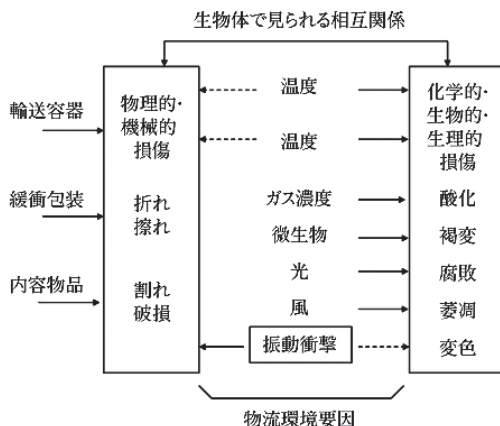 生物体で見られる相互関係
輸送容器
緩衝包装
内容物品
物理的・
機械的
損傷
折れ
擦れ
割れ
破損
温度
温度
ガス濃度
微生物
光
風
振動衝撃
化学的・
生物的・
生理的
損傷
酸化
褐変
腐敗
萎凋
変色
物流環境要因